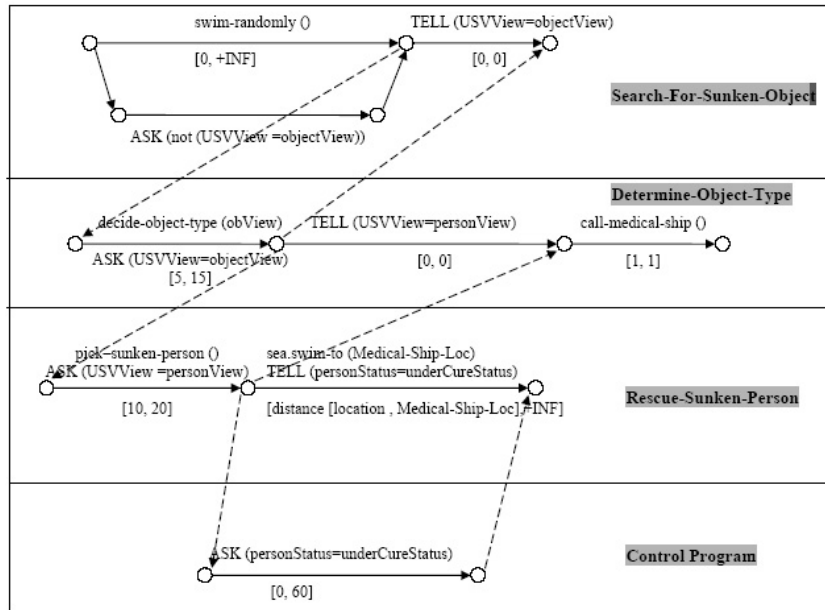 swim-randomly ()
TELL (USVView=objectView)
[0, +INF]
[0, 0]
ASK (not (USVView =objectView))
Search-For-Sunken-Object
Determine-Object-Type
decide-object-type (obView)
TELL (USVView=personView)
call-medical-ship ()
ASK (USVView=objectView)
[5, 15]
[0, 0]
[1, 1]
pick–sunken-person ()
sea.swim-to (Medical-Ship-Loc)
ASK (USVView =personView)
TELL (personStatus=underCureStatus)
[10, 20]
[distance [location , Medical-Ship-Loc],+INF]
Rescue-Sunken-Person
ASK (personStatus=underCureStatus)
[0, 60]
Control Program